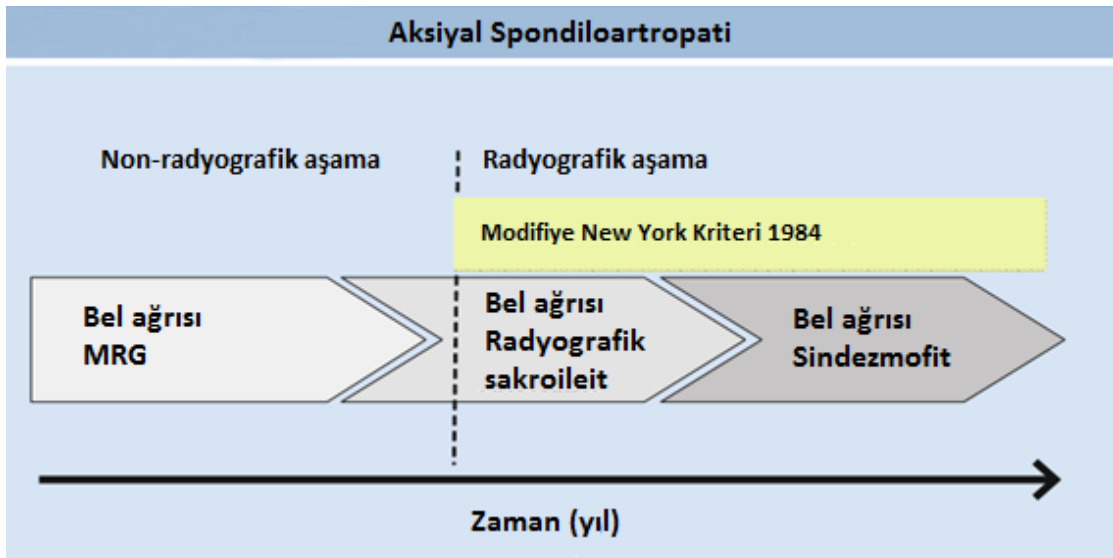 Aksiyal Spondiloartropati
Non-radyografik aşama
Radyografik aşama
Modifiye New York Kriteri 1984
Bel ağrısı
MRG
Bel ağrısı
Radyografik
sakroileit
Bel ağrısı
Sindezmofit
Zaman (yıl)